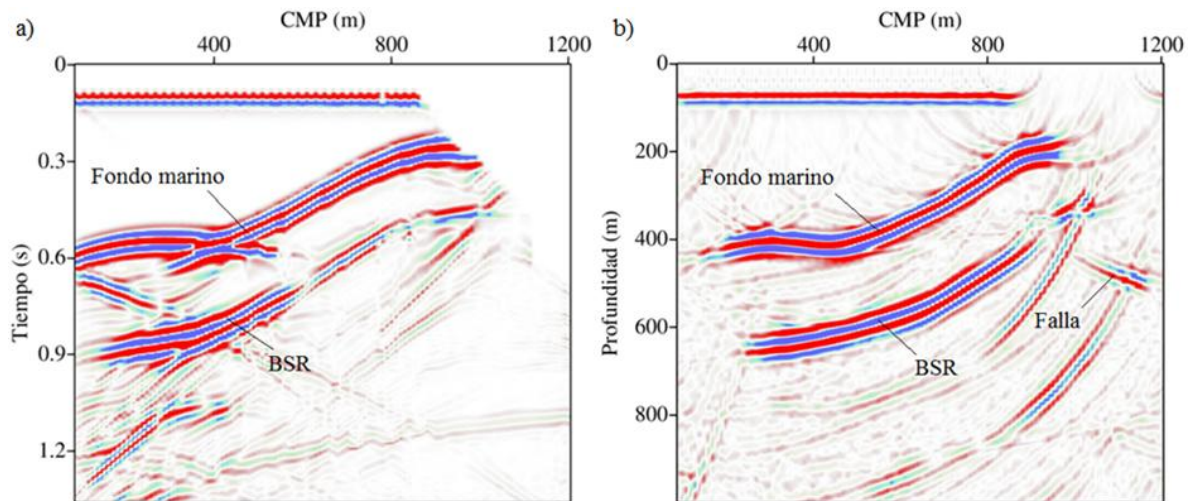 a)
CMP (m)
400
800
1200
0
0.3
0.6
0.9
1.2
Tiempo (s)
Fondo marino
BSR
b)
CMP (m)
400
800
1200
0
200
400
600
800
Profundidad (m)
Fondo marino
BSR
Falla